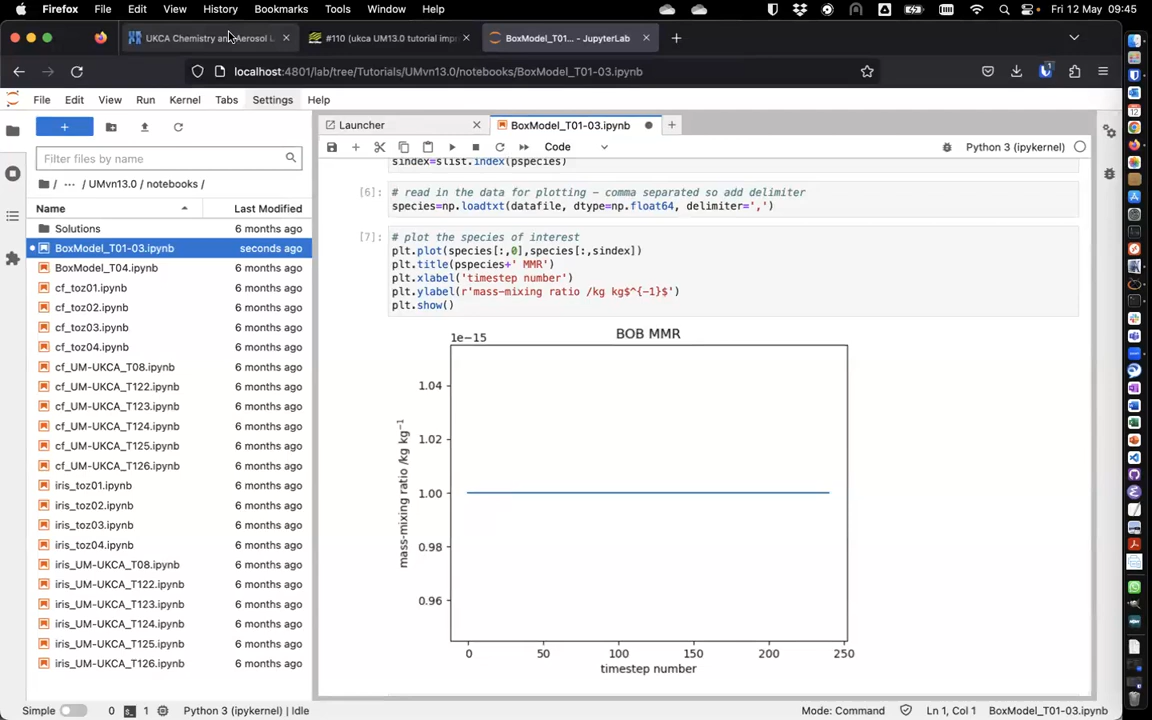 Firefox File Edit View History Bookmarks Tools Window Help Fri 12 May 09:45
UKCA Chemistry and Aerosol
#110 (ukca UM13.0 tutorial impr
BoxModel_T01... - JupyterLab
localhost:4801/lab/tree/Tutorials/UMvn13.0/notebooks/BoxModel_T01-03.ipynb
File Edit View Run Kernel Tabs Settings Help
Launcher
BoxModel_T01-03.ipynb
Code
Python 3 (ipykernel)
Filter files by name
/ ... / UMvn13.0 / notebooks /
Name Last Modified
Solutions 6 months ago
BoxModel_T01-03.ipynb seconds ago
BoxModel_T04.ipynb 6 months ago
cf_toz01.ipynb 6 months ago
cf_toz02.ipynb 6 months ago
cf_toz03.ipynb 6 months ago
cf_toz04.ipynb 6 months ago
cf_UM-UKCA_T08.ipynb 6 months ago
cf_UM-UKCA_T122.ipynb 6 months ago
cf_UM-UKCA_T123.ipynb 6 months ago
cf_UM-UKCA_T124.ipynb 6 months ago
cf_UM-UKCA_T125.ipynb 6 months ago
cf_UM-UKCA_T126.ipynb 6 months ago
iris_toz01.ipynb 6 months ago
iris_toz02.ipynb 6 months ago
iris_toz03.ipynb 6 months ago
iris_toz04.ipynb 6 months ago
iris_UM-UKCA_T08.ipynb 6 months ago
iris_UM-UKCA_T122.ipynb 6 months ago
iris_UM-UKCA_T123.ipynb 6 months ago
iris_UM-UKCA_T124.ipynb 6 months ago
iris_UM-UKCA_T125.ipynb 6 months ago
iris_UM-UKCA_T126.ipynb 6 months ago
sindex=slist.index(pspecies)
[6]: # read in the data for plotting – comma separated so add delimiter
species=np.loadtxt(datafile, dtype=np.float64, delimiter=',')
[7]: # plot the species of interest
plt.plot(species[:,0],species[:,sindex])
plt.title(pspecies+' MMR')
plt.xlabel('timestep number')
plt.ylabel(r'mass-mixing ratio /kg kg$^{-1}$')
plt.show()
1e−15
BOB MMR
1.04
1.02
1.00
0.98
0.96
mass-mixing ratio /kg kg⁻¹
0 50 100 150 200 250
timestep number
Simple 0 1 Python 3 (ipykernel) | Idle Mode: Command Ln 1, Col 1 BoxModel_T01-03.ipynb